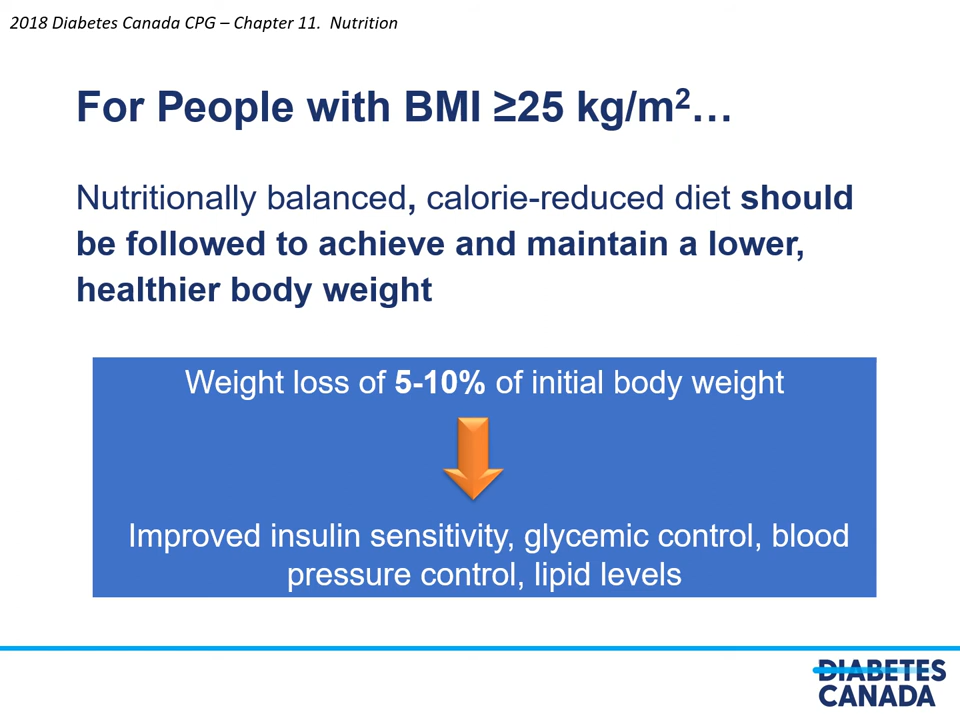 2018 Diabetes Canada CPG – Chapter 11.  Nutrition
For People with BMI ≥25 kg/m²…
Nutritionally balanced, calorie-reduced diet should
be followed to achieve and maintain a lower,
healthier body weight
Weight loss of 5-10% of initial body weight
Improved insulin sensitivity, glycemic control, blood
pressure control, lipid levels
DIABETES
CANADA